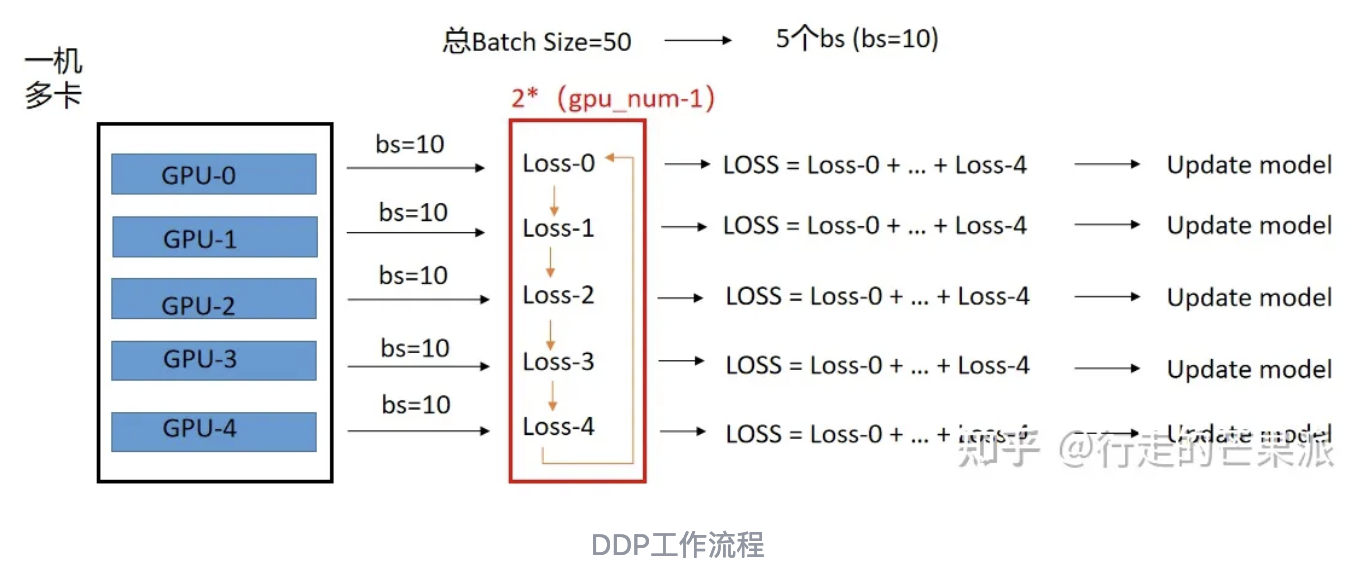 总Batch Size=50 5个bs (bs=10)
一机
多卡
2*（gpu_num-1）
GPU-0 bs=10 Loss-0 LOSS = Loss-0 + ... + Loss-4 Update model
GPU-1 bs=10 Loss-1 LOSS = Loss-0 + ... + Loss-4 Update model
GPU-2 bs=10 Loss-2 LOSS = Loss-0 + ... + Loss-4 Update model
GPU-3 bs=10 Loss-3 LOSS = Loss-0 + ... + Loss-4 Update model
GPU-4 bs=10 Loss-4 LOSS = Loss-0 + ... + Loss-4 Update model
知乎 @行走的芒果派
DDP工作流程